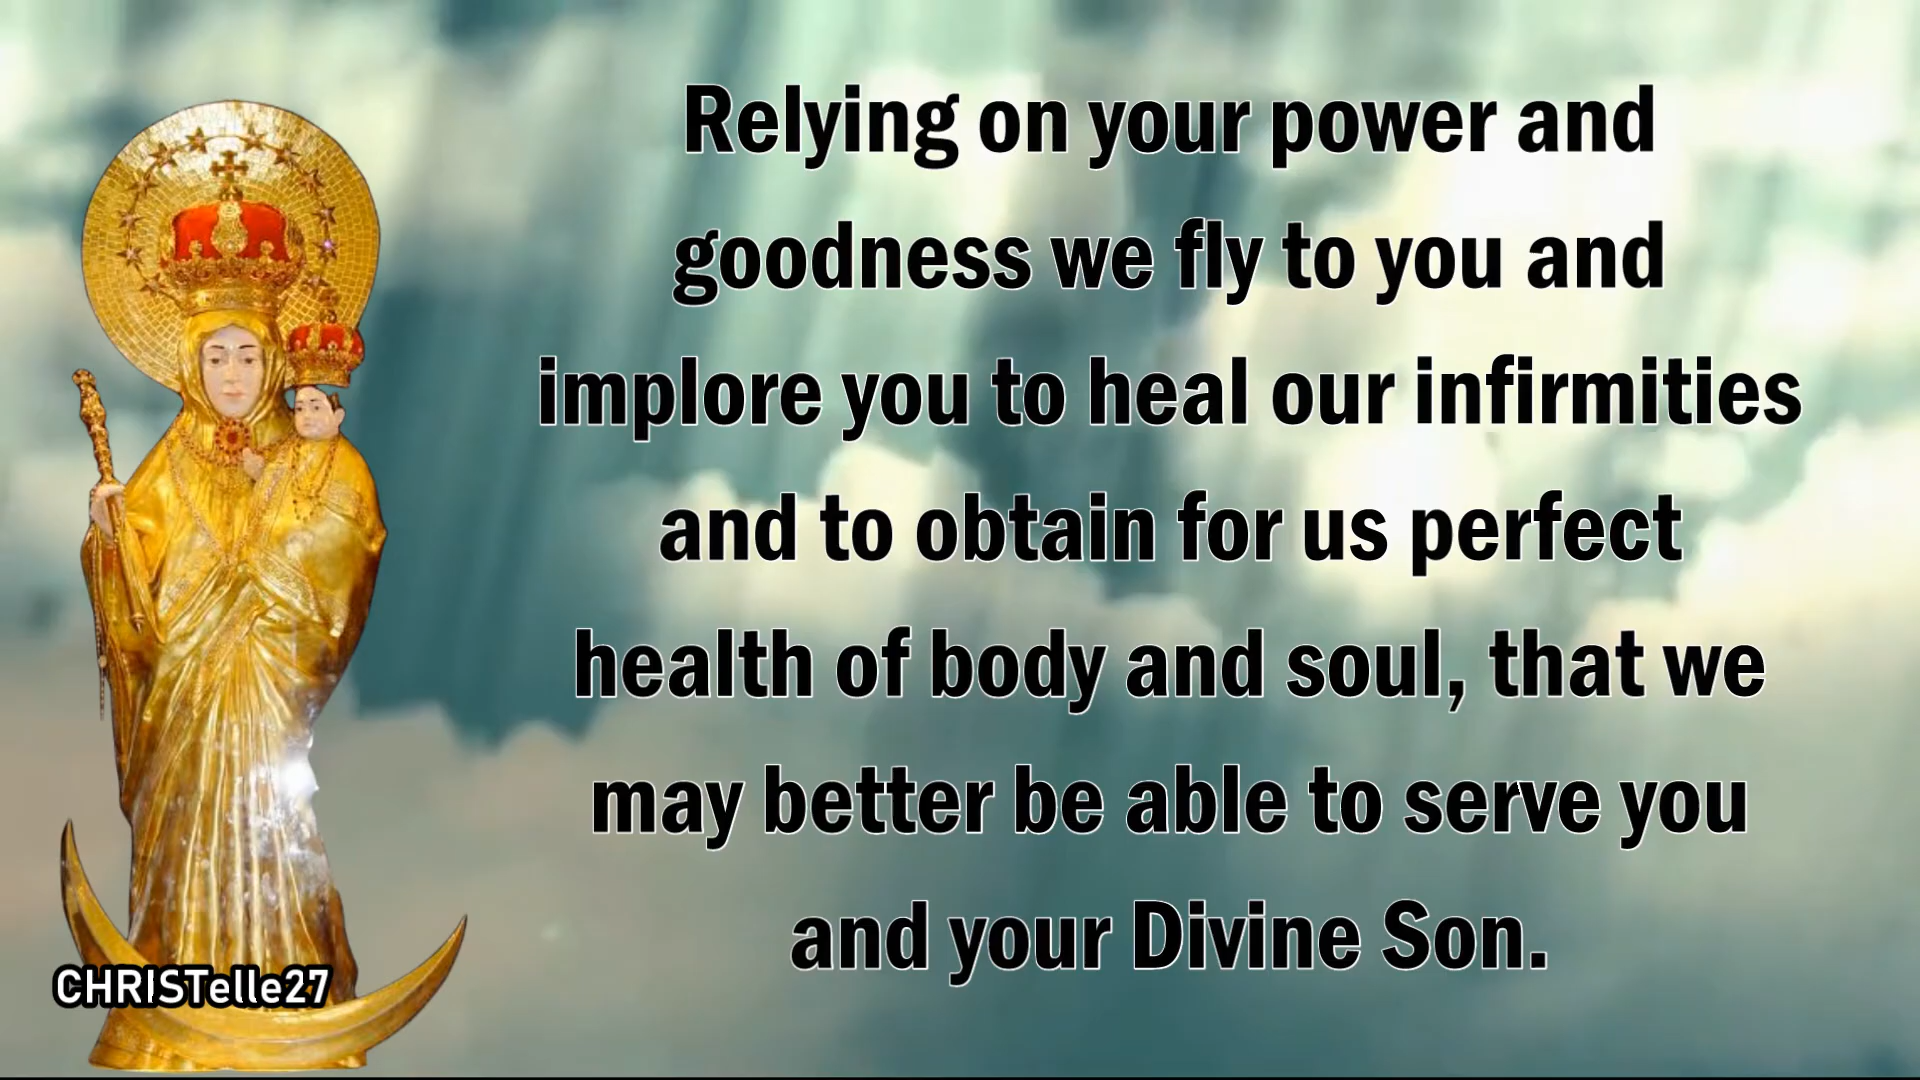 Relying on your power and
goodness we fly to you and
implore you to heal our infirmities
and to obtain for us perfect
health of body and soul, that we
may better be able to serve you
and your Divine Son.
CHRISTelle27